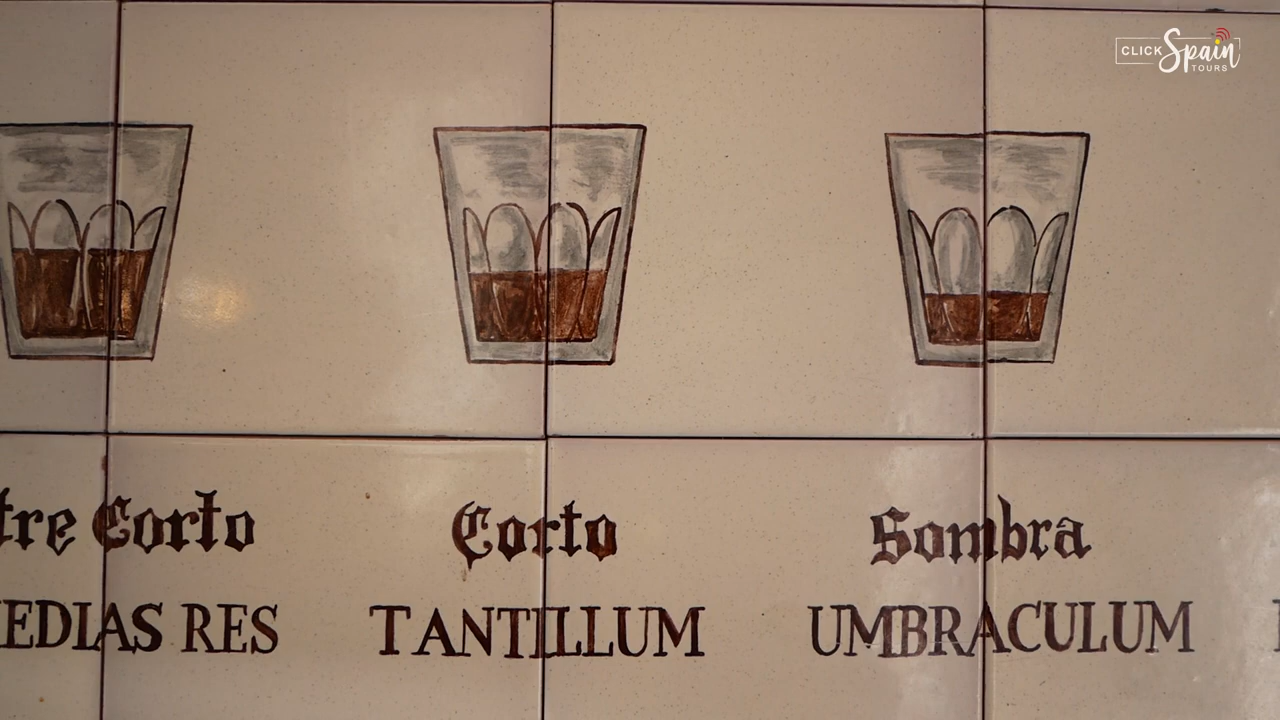 CLICK Spain TOURS
tre Corto
Corto
Sombra
EDIAS RES
TANTILLUM
UMBRACULUM